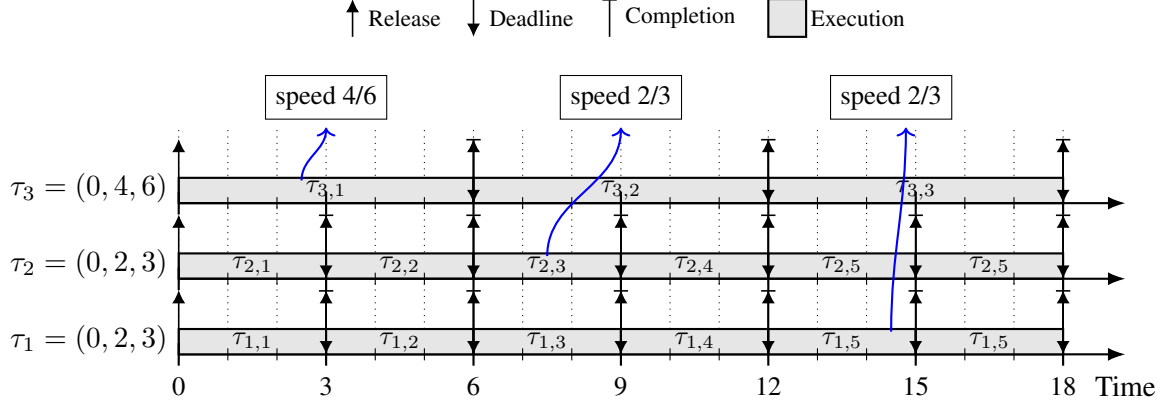 Release Deadline Completion Execution
speed 4/6 speed 2/3 speed 2/3
τ3 = (0, 4, 6) τ3,1 τ3,2 τ3,3
τ2 = (0, 2, 3) τ2,1 τ2,2 τ2,3 τ2,4 τ2,5 τ2,5
τ1 = (0, 2, 3) τ1,1 τ1,2 τ1,3 τ1,4 τ1,5 τ1,5
0 3 6 9 12 15 18 Time